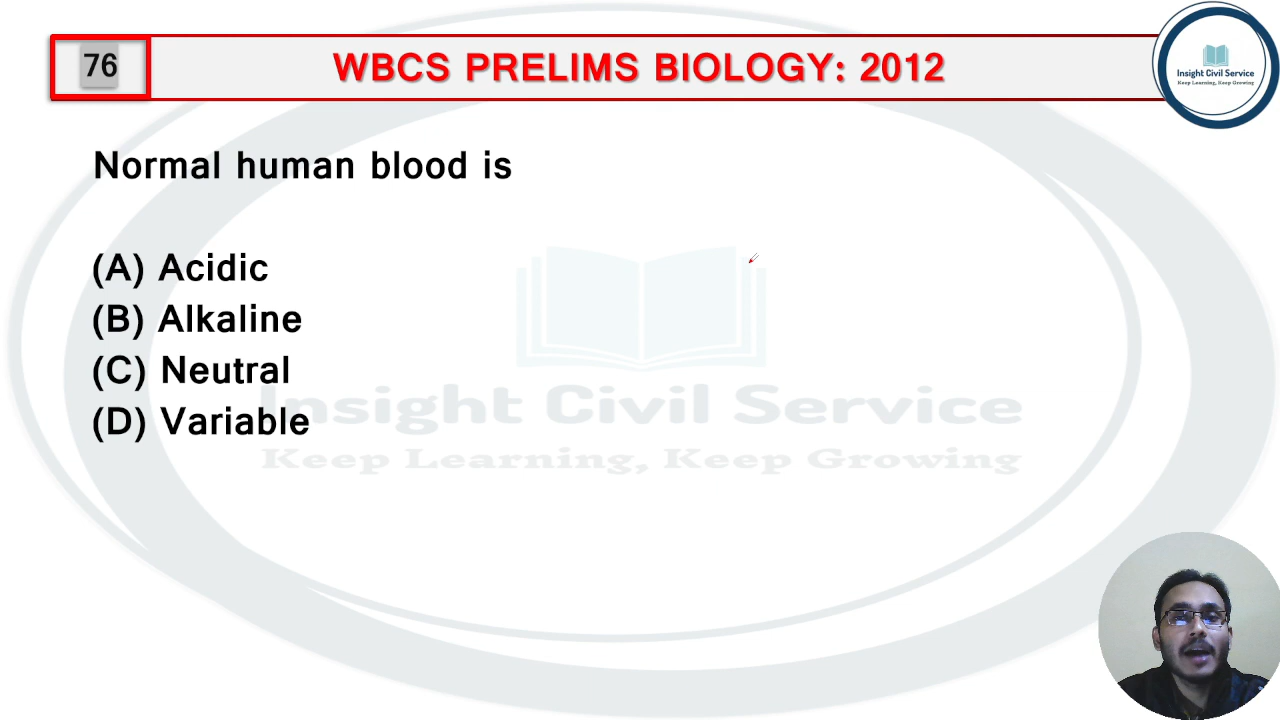 76
WBCS PRELIMS BIOLOGY: 2012
Insight Civil Service
Keep Learning, Keep Growing
Normal human blood is
(A) Acidic
(B) Alkaline
(C) Neutral
(D) Variable
Insight Civil Service
Keep Learning, Keep Growing